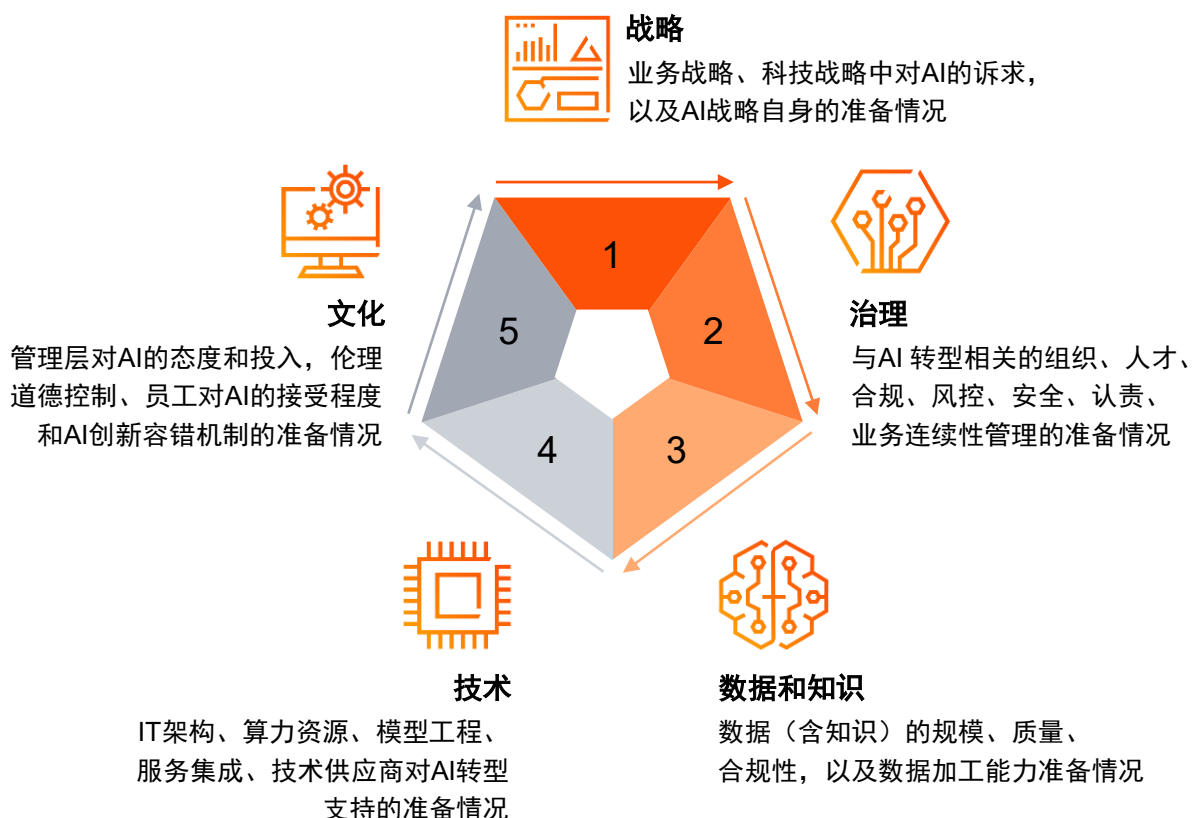 战略
业务战略、科技战略中对AI的诉求，
以及AI战略自身的准备情况
文化
管理层对AI的态度和投入，伦理
道德控制、员工对AI的接受程度
和AI创新容错机制的准备情况
1
2
3
4
5
治理
与AI 转型相关的组织、人才、
合规、风控、安全、认责、
业务连续性管理的准备情况
技术
IT架构、算力资源、模型工程、
服务集成、技术供应商对AI转型
支持的准备情况
数据和知识
数据（含知识）的规模、质量、
合规性，以及数据加工能力准备情况